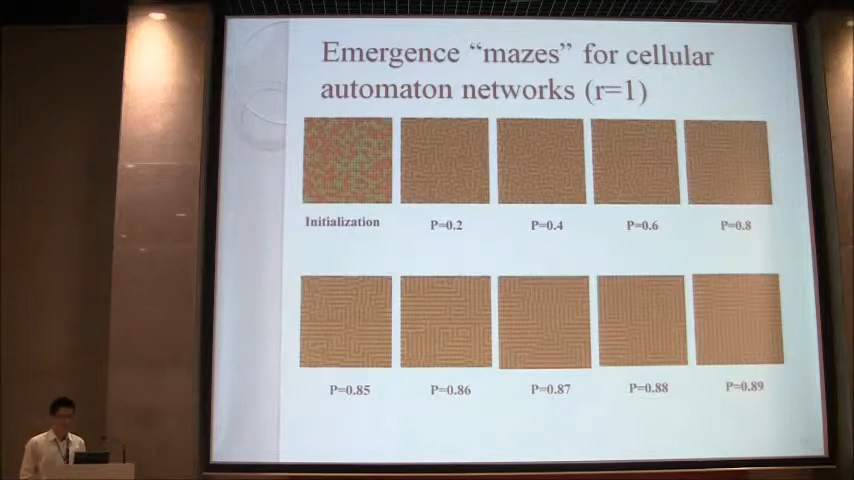 Emergence “mazes” for cellular
automaton networks (r=1)
Initialization P=0.2 P=0.4 P=0.6 P=0.8
P=0.85 P=0.86 P=0.87 P=0.88 P=0.89